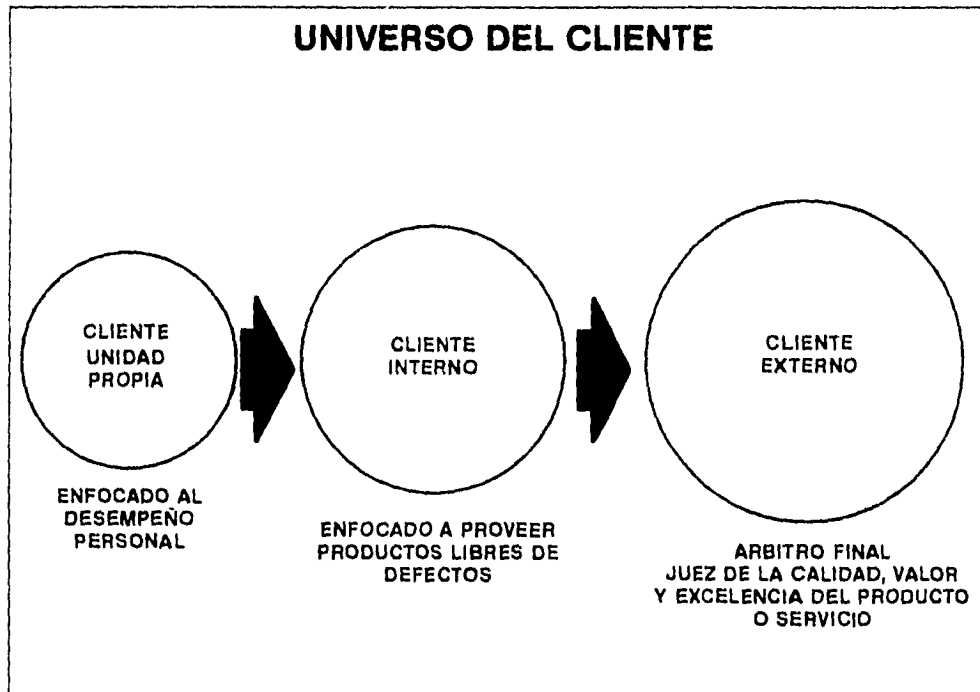 UNIVERSO DEL CLIENTE
CLIENTE
UNIDAD
PROPIA
ENFOCADO AL
DESEMPEÑO
PERSONAL
CLIENTE
INTERNO
ENFOCADO A PROVEER
PRODUCTOS LIBRES DE
DEFECTOS
CLIENTE
EXTERNO
ARBITRO FINAL
JUEZ DE LA CALIDAD, VALOR
Y EXCELENCIA DEL PRODUCTO
O SERVICIO